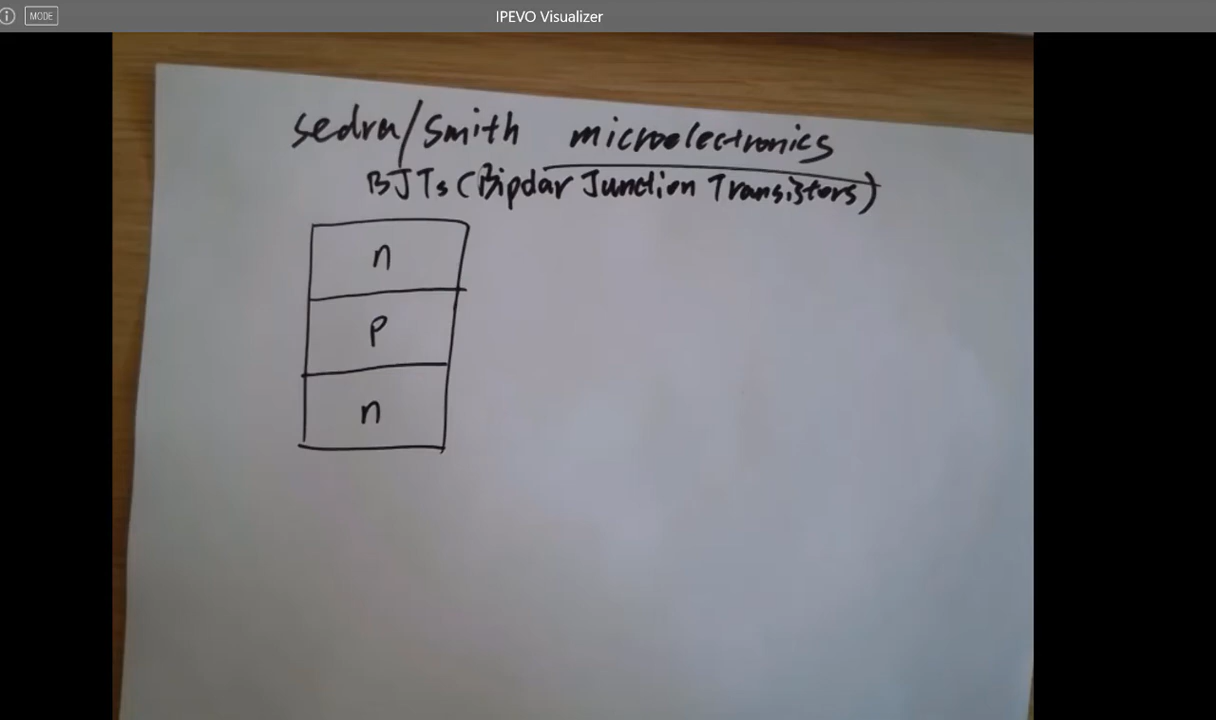 MODE IPEVO Visualizer
sedra/Smith microelectronics
BJTs (Bipolar Junction Transistors)
n
p
n